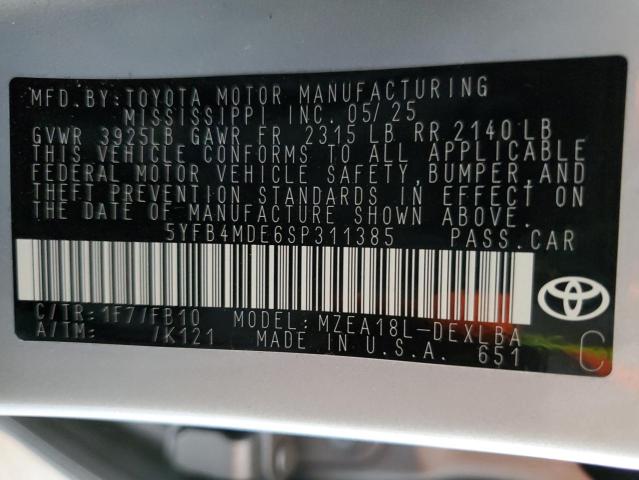 MFD.BY:TOYOTA MOTOR MANUFACTURING
MISSISSIPPI INC. 05/25
GVWR 3925LB GAWR FR 2315 LB RR 2140 LB
THIS VEHICLE CONFORMS TO ALL APPLICABLE
FEDERAL MOTOR VEHICLE SAFETY,BUMPER,AND
THEFT PREVENTION STANDARDS IN EFFECT ON
THE DATE OF MANUFACTURE SHOWN ABOVE.
5YFB4MDE6SP311385 PASS.CAR
C/TR: 1F7/FB10 MODEL: MZEA18L-DEXLBA
A/TM: /K121 MADE IN U.S.A. 651 C